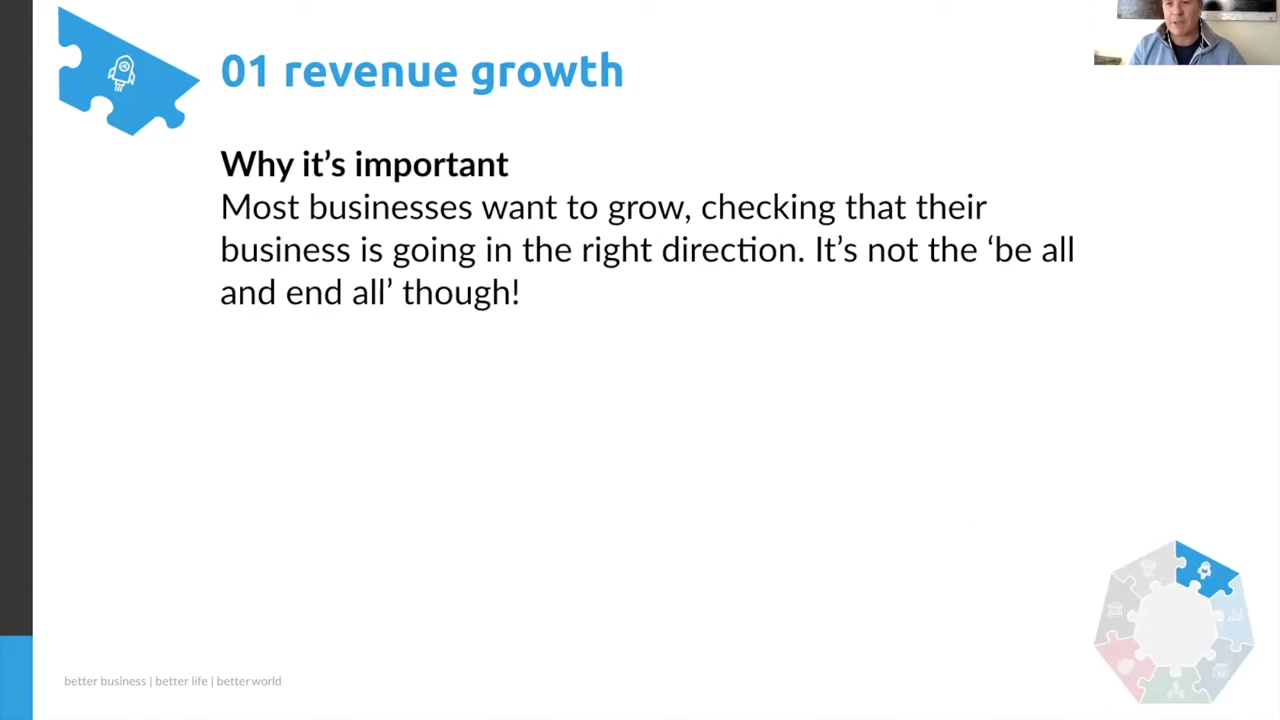 01 revenue growth
Why it’s important
Most businesses want to grow, checking that their
business is going in the right direction. It’s not the ‘be all
and end all’ though!
better business | better life | better world